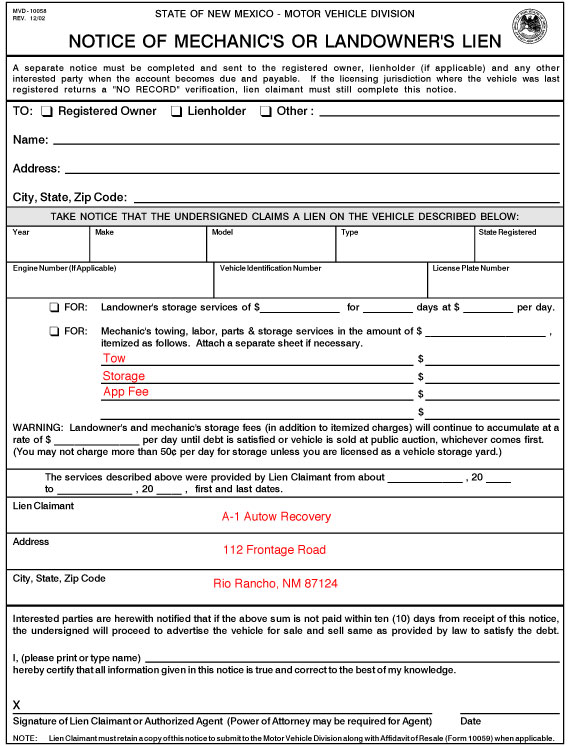 MVD - 10058
REV. 12/02
STATE OF NEW MEXICO - MOTOR VEHICLE DIVISION
NOTICE OF MECHANIC'S OR LANDOWNER'S LIEN
A separate notice must be completed and sent to the registered owner, lienholder (if applicable) and any other
interested party when the account becomes due and payable. If the licensing jurisdiction where the vehicle was last
registered returns a "NO RECORD" verification, lien claimant must still complete this notice.
TO: ❏ Registered Owner ❏ Lienholder ❏ Other : ____________
Name: ____________
Address: ____________
City, State, Zip Code: ____________
TAKE NOTICE THAT THE UNDERSIGNED CLAIMS A LIEN ON THE VEHICLE DESCRIBED BELOW:
Year Make Model Type State Registered
Engine Number (If Applicable) Vehicle Identification Number License Plate Number
❏ FOR: Landowner's storage services of $____________ for ______ days at $ ______ per day.
❏ FOR: Mechanic's towing, labor, parts & storage services in the amount of $ ____________ ,
itemized as follows. Attach a separate sheet if necessary.
Tow $ ____________
Storage $ ____________
App Fee $ ____________
____________ $ ____________
WARNING: Landowner's and mechanic's storage fees (in addition to itemized charges) will continue to accumulate at a
rate of $ ____________ per day until debt is satisfied or vehicle is sold at public auction, whichever comes first.
(You may not charge more than 50¢ per day for storage unless you are licensed as a vehicle storage yard.)
The services described above were provided by Lien Claimant from about ____________ , 20 ____
to ____________ , 20 ____ , first and last dates.
Lien Claimant
A-1 Autow Recovery
Address
112 Frontage Road
City, State, Zip Code
Rio Rancho, NM 87124
Interested parties are herewith notified that if the above sum is not paid within ten (10) days from receipt of this notice,
the undersigned will proceed to advertise the vehicle for sale and sell same as provided by law to satisfy the debt.
I, (please print or type name) ____________
hereby certify that all information given in this notice is true and correct to the best of my knowledge.
X ____________
Signature of Lien Claimant or Authorized Agent (Power of Attorney may be required for Agent) Date
NOTE: Lien Claimant must retain a copy of this notice to submit to the Motor Vehicle Division along with Affidavit of Resale (Form 10059) when applicable.